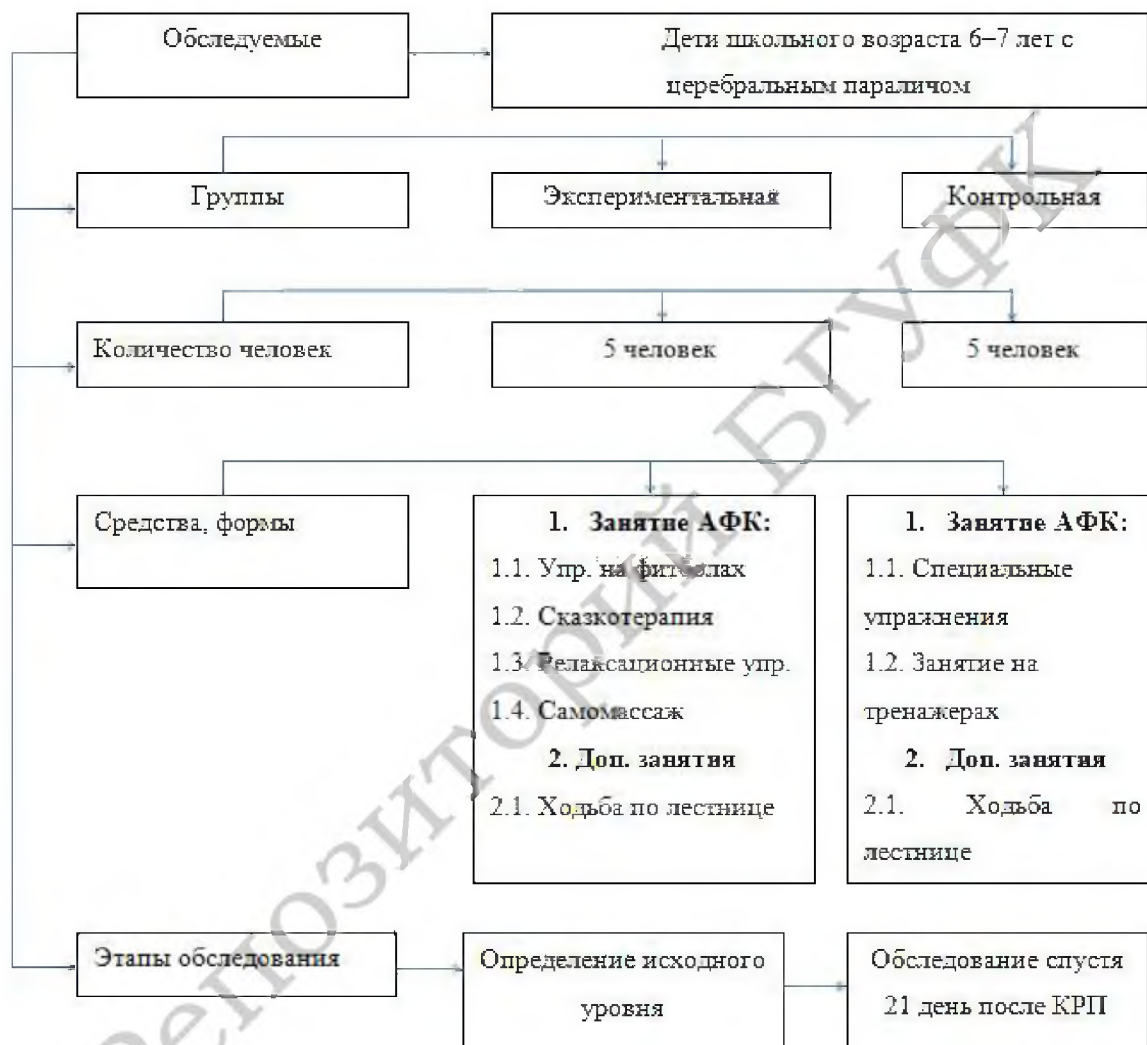 Обследуемые
Дети школьного возраста 6–7 лет с
церебральным параличом
Группы
Экспериментальная
Контрольная
Количество человек
5 человек
5 человек
Средства, формы
1. Занятие АФК:
1.1. Упр. на фитболах
1.2. Сказкотерапия
1.3. Релаксационные упр.
1.4. Самомассаж
2. Доп. занятия
2.1. Ходьба по лестнице
1. Занятие АФК:
1.1. Специальные
упражнения
1.2. Занятие на
тренажерах
2. Доп. занятия
2.1. Ходьба по
лестнице
Этапы обследования
Определение исходного
уровня
Обследование спустя
21 день после КРП
Репозиторий БГУФК